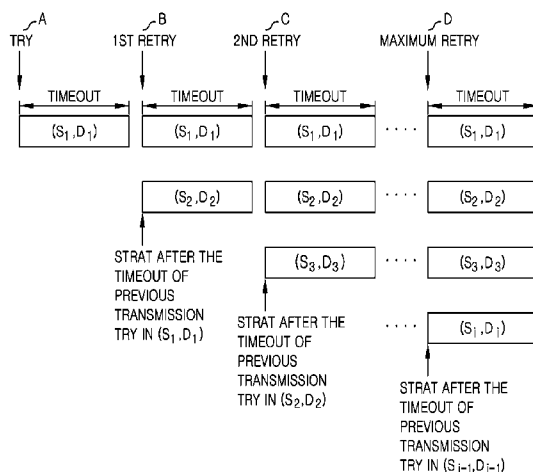 A
B
C
D
TRY
1ST RETRY
2ND RETRY
MAXIMUM RETRY
TIMEOUT
TIMEOUT
TIMEOUT
TIMEOUT
(S1,D1)
(S1,D1)
(S1,D1)
....
(S1,D1)
(S2,D2)
(S2,D2)
....
(S2,D2)
STRAT AFTER THE
TIMEOUT OF
PREVIOUS
TRANSMISSION
TRY IN (S1,D1)
(S3,D3)
....
(S3,D3)
STRAT AFTER THE
TIMEOUT OF
PREVIOUS
TRANSMISSION
TRY IN (S2,D2)
....
(Si,Di)
STRAT AFTER THE
TIMEOUT OF
PREVIOUS
TRANSMISSION
TRY IN (Si-1,Di-1)